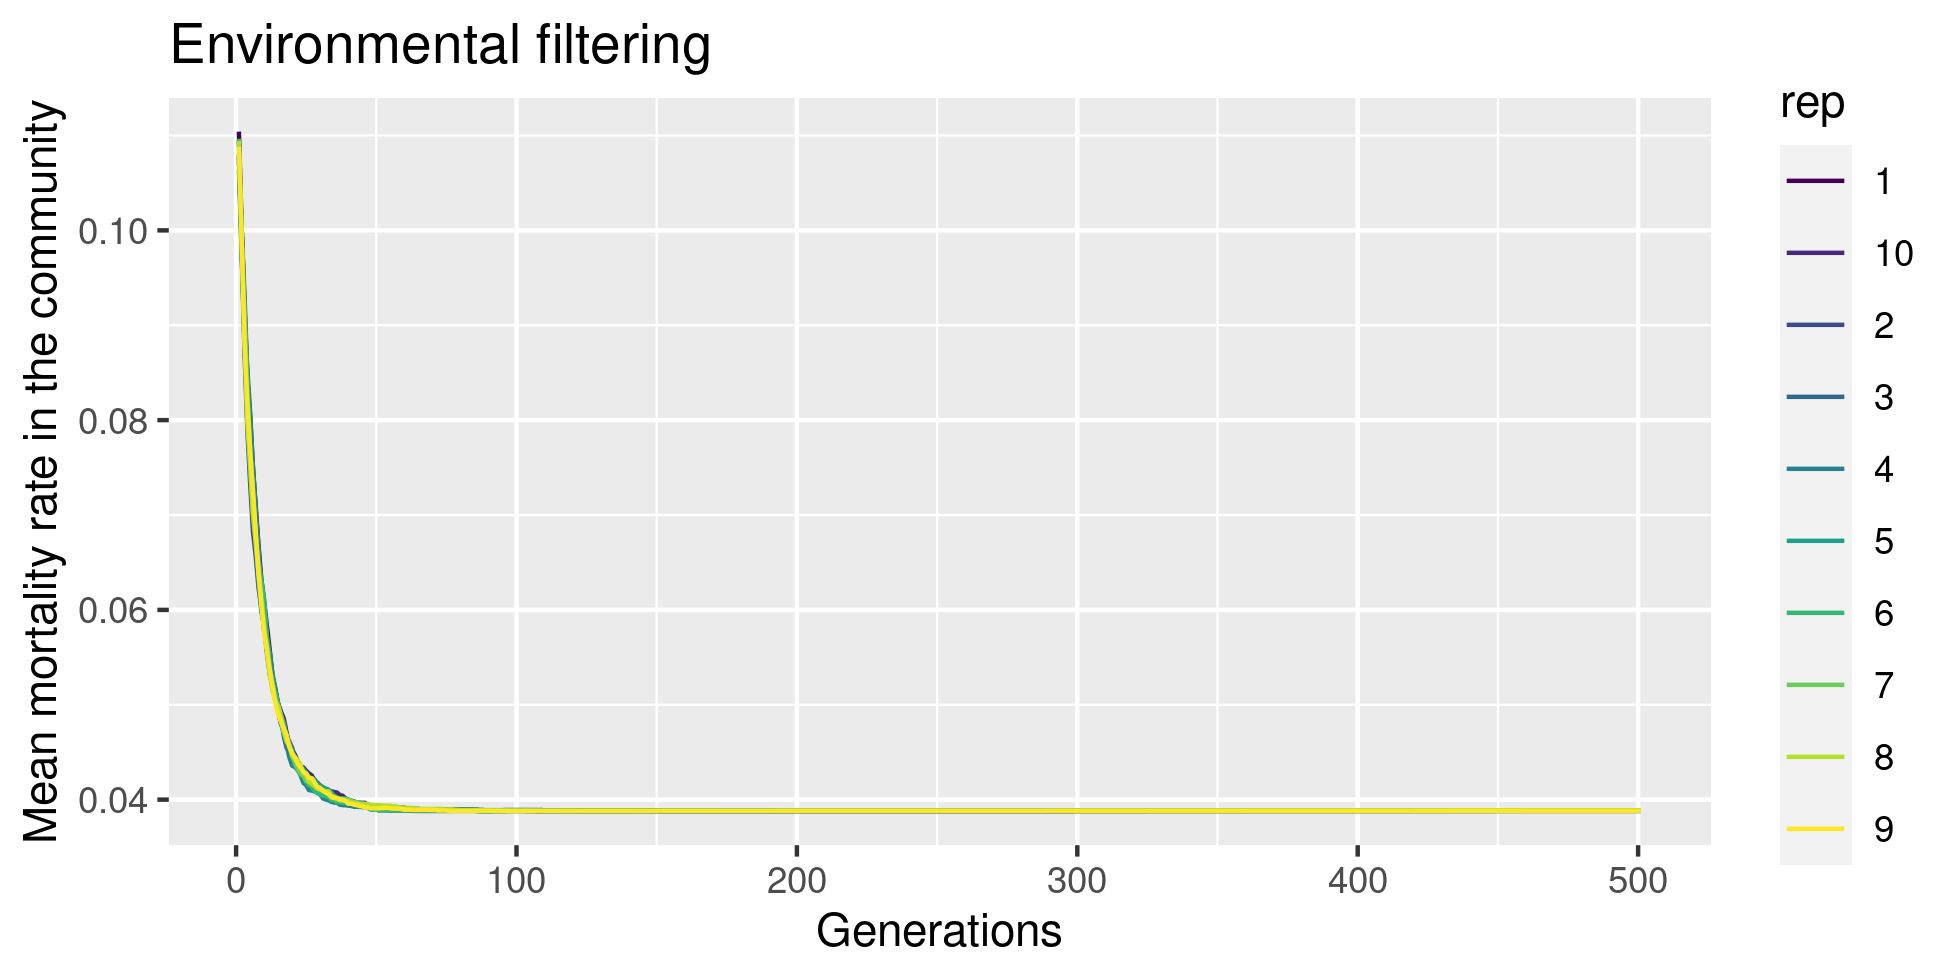 Environmental filtering
Mean mortality rate in the community
0.10
0.08
0.06
0.04
0 100 200 300 400 500
Generations
rep
1
10
2
3
4
5
6
7
8
9